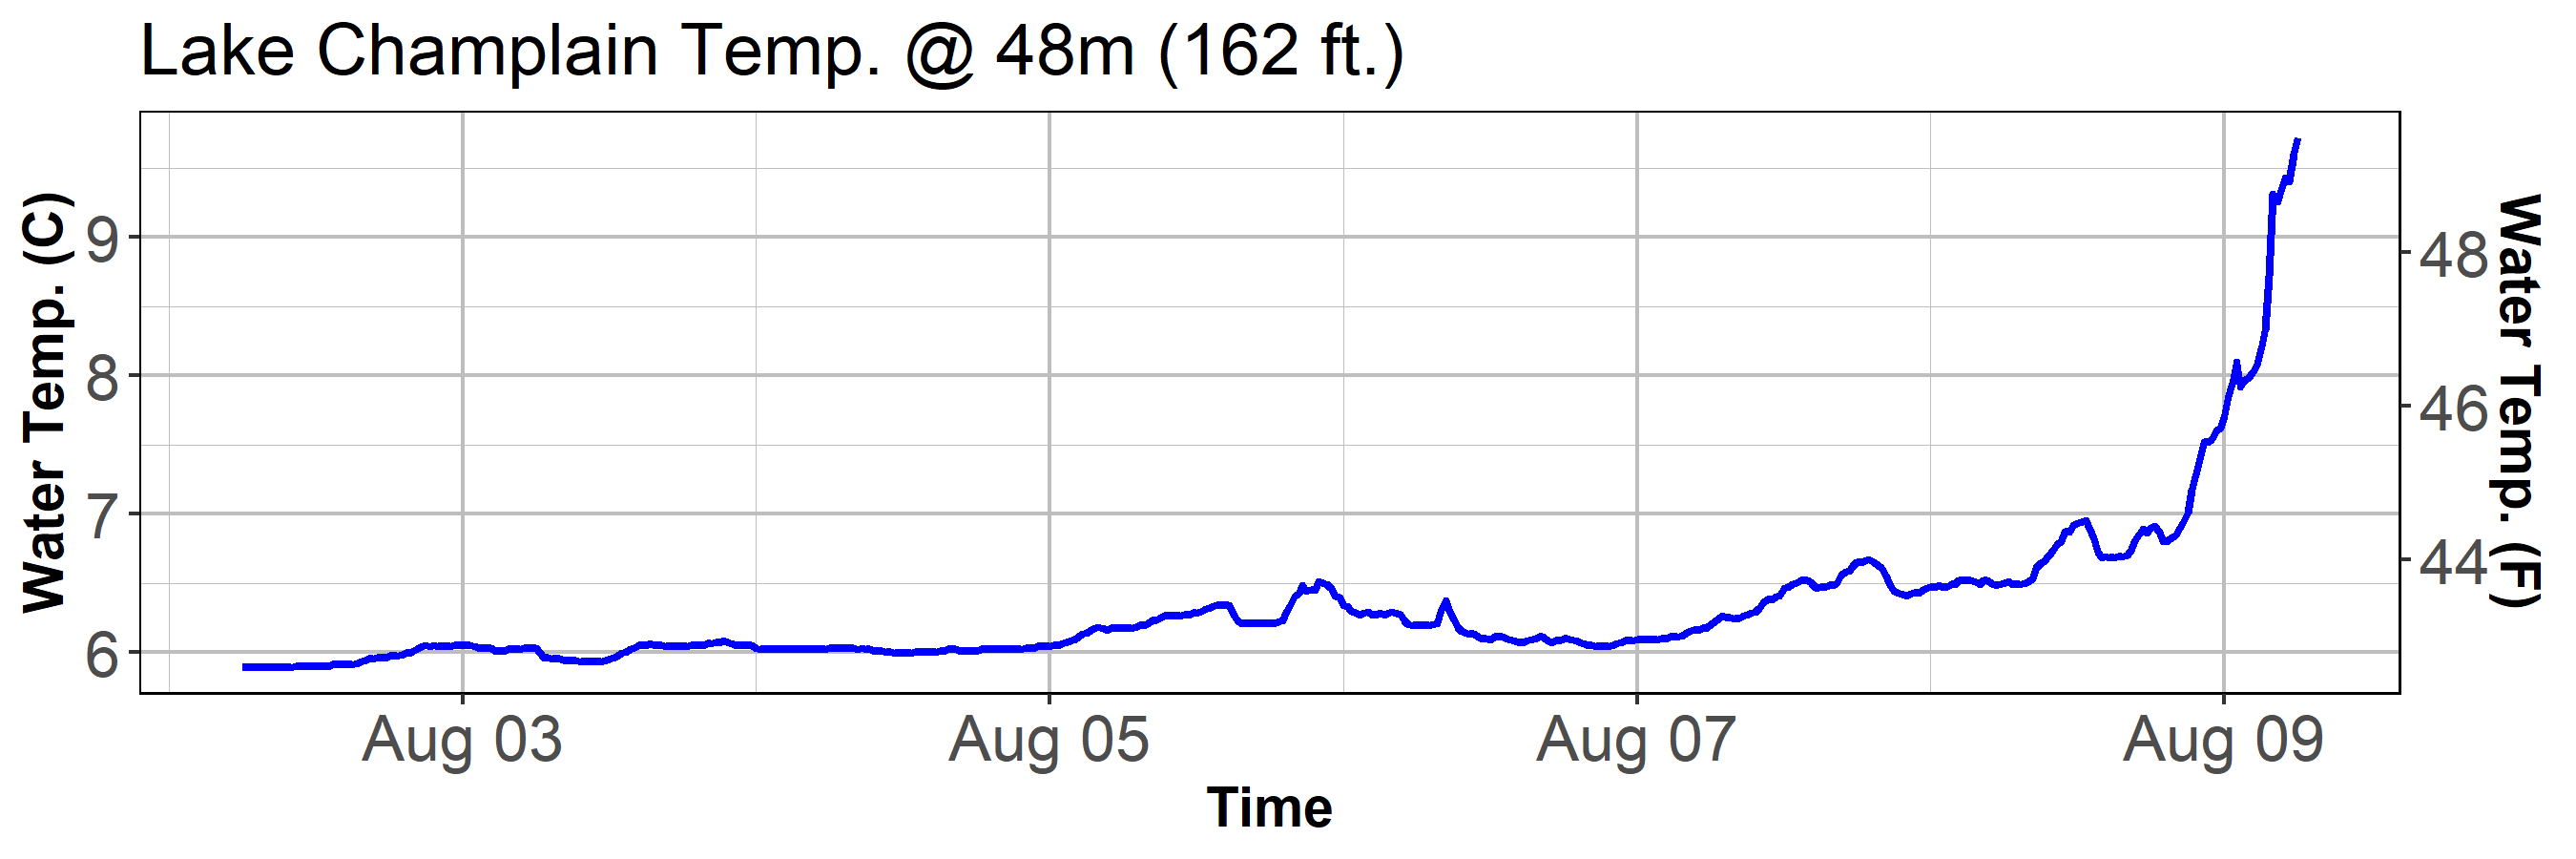 Lake Champlain Temp. @ 48m (162 ft.)
Water Temp. (C)
9
8
7
6
48
46
44
Water Temp. (F)
Aug 03 Aug 05 Aug 07 Aug 09
Time